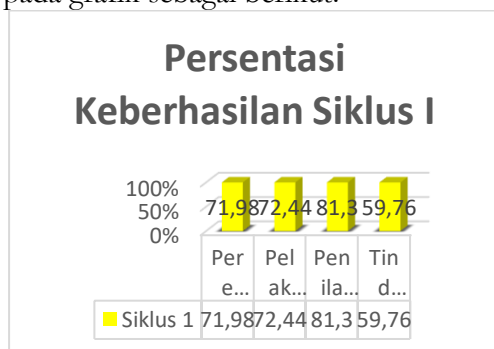 pada grafik sebagai berikut:
Persentasi
Keberhasilan Siklus I
100%
50%
0%
71,98 72,44 81,3 59,76
Per Pel Pen Tin
e... ak... ila... d...
Siklus 1 71,98 72,44 81,3 59,76